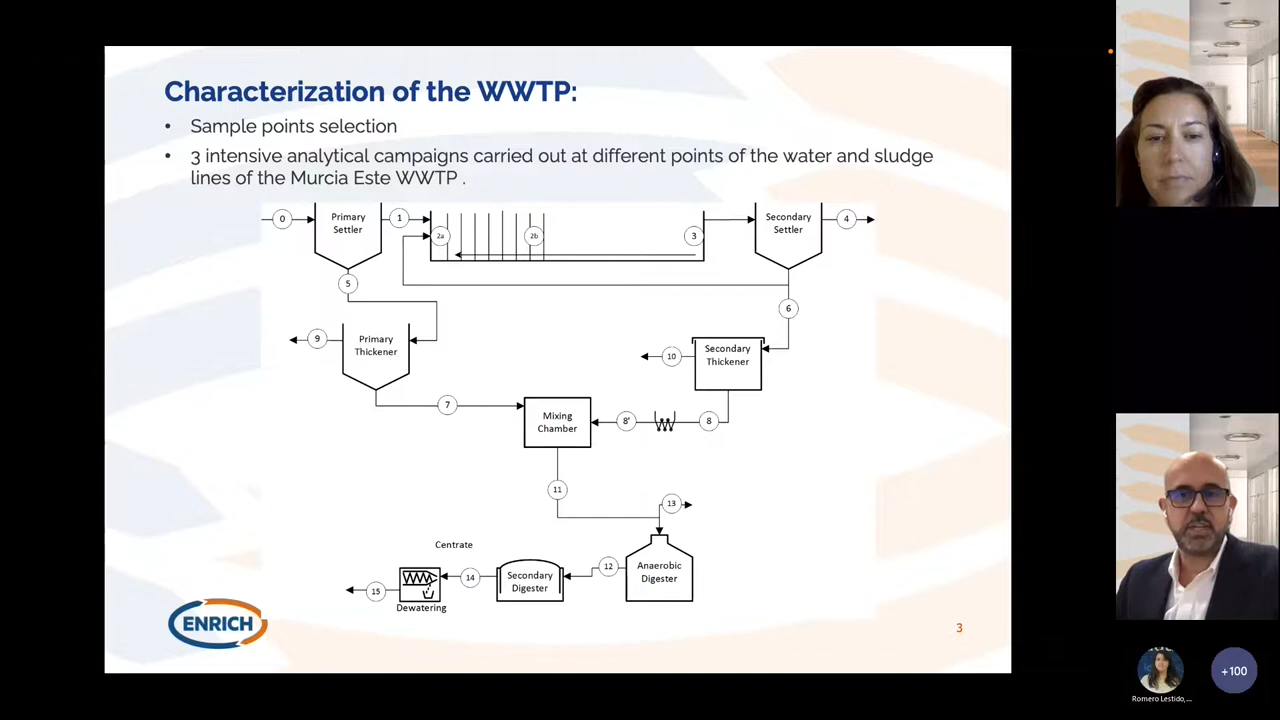 Characterization of the WWTP:
• Sample points selection
• 3 intensive analytical campaigns carried out at different points of the water and sludge
lines of the Murcia Este WWTP .
0
Primary
Settler
1
2a
2b
3
Secondary
Settler
4
5
6
9
Primary
Thickener
10
Secondary
Thickener
7
Mixing
Chamber
8'
8
11
13
Centrate
15
Dewatering
14
Secondary
Digester
12
Anaerobic
Digester
ENRICH
3
Romero Lestido,...
+100